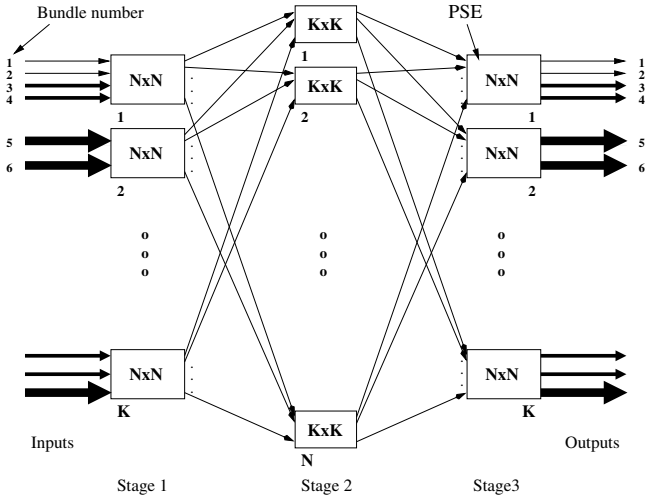 Bundle number
PSE
KxK
1
1
2
3
4
NxN
1
KxK
2
NxN
1
1
2
3
4
5
6
NxN
2
NxN
2
5
6
o
o
o
o
o
o
o
o
o
NxN
K
NxN
K
KxK
N
Inputs
Outputs
Stage 1
Stage 2
Stage3